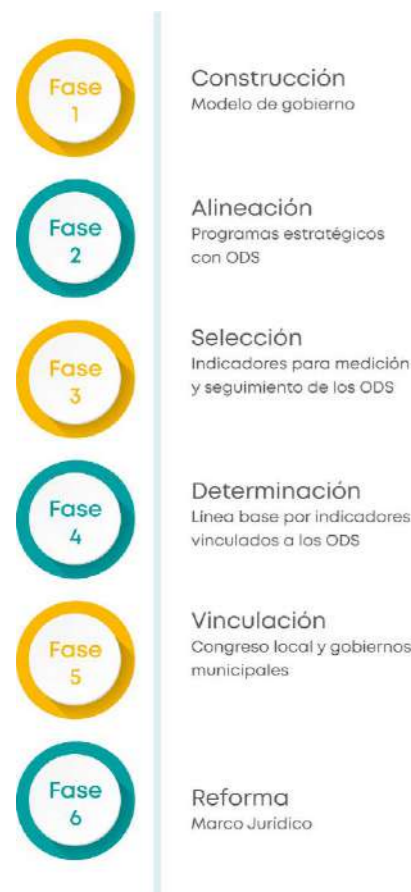 Fase
1
Construcción
Modelo de gobierno
Fase
2
Alineación
Programas estratégicos
con ODS
Fase
3
Selección
Indicadores para medición
y seguimiento de los ODS
Fase
4
Determinación
Línea base por indicadores
vinculados a los ODS
Fase
5
Vinculación
Congreso local y gobiernos
municipales
Fase
6
Reforma
Marco Jurídico